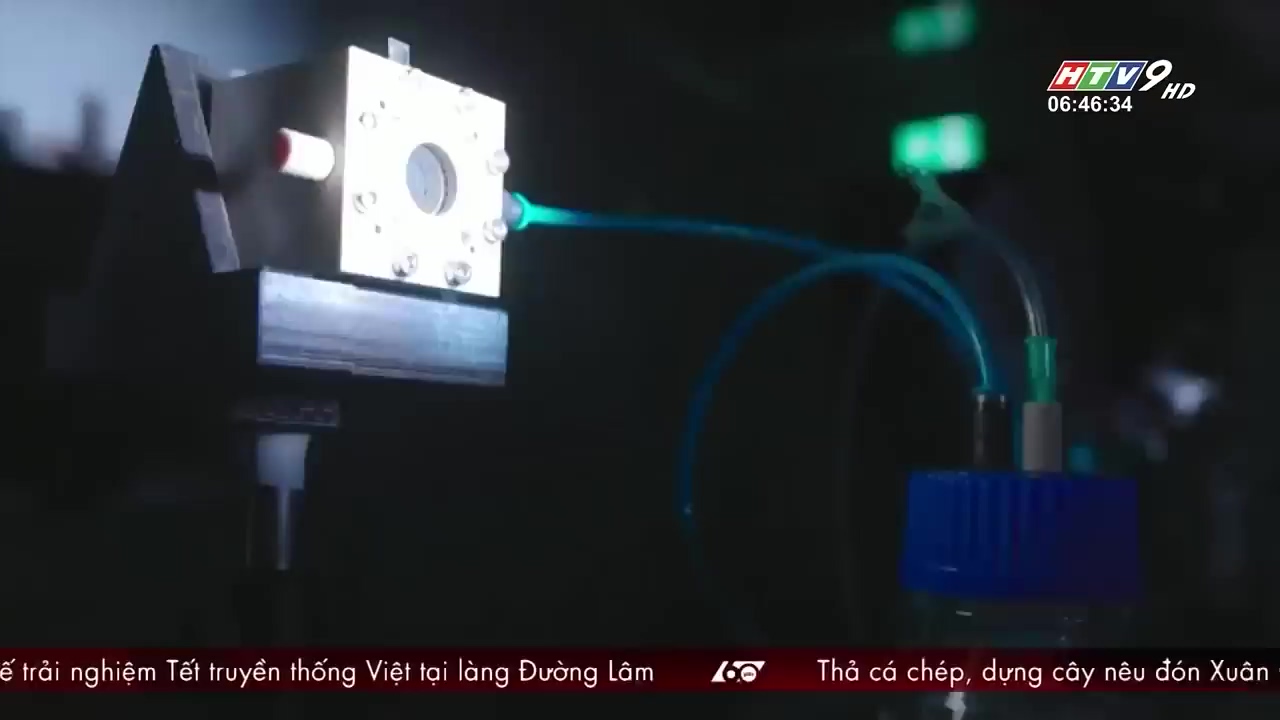 HTV9 HD
06:46:34
ế trải nghiệm Tết truyền thống Việt tại làng Đường Lâm
60 Thả cá chép, dựng cây nêu đón Xuân